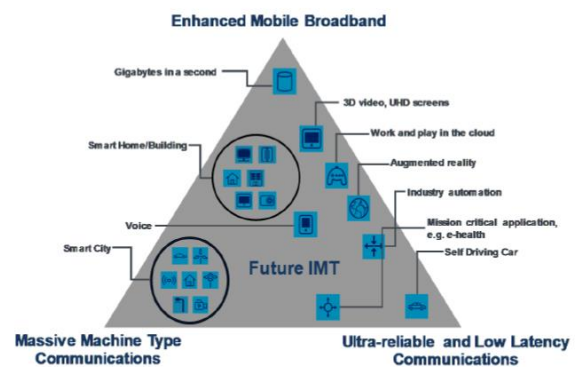 Enhanced Mobile Broadband
Gigabytes in a second
3D video, UHD screens
Smart Home/Building
Work and play in the cloud
Augmented reality
Industry automation
Voice
Mission critical application,
e.g. e-health
Smart City
Self Driving Car
Future IMT
Massive Machine Type
Communications
Ultra-reliable and Low Latency
Communications